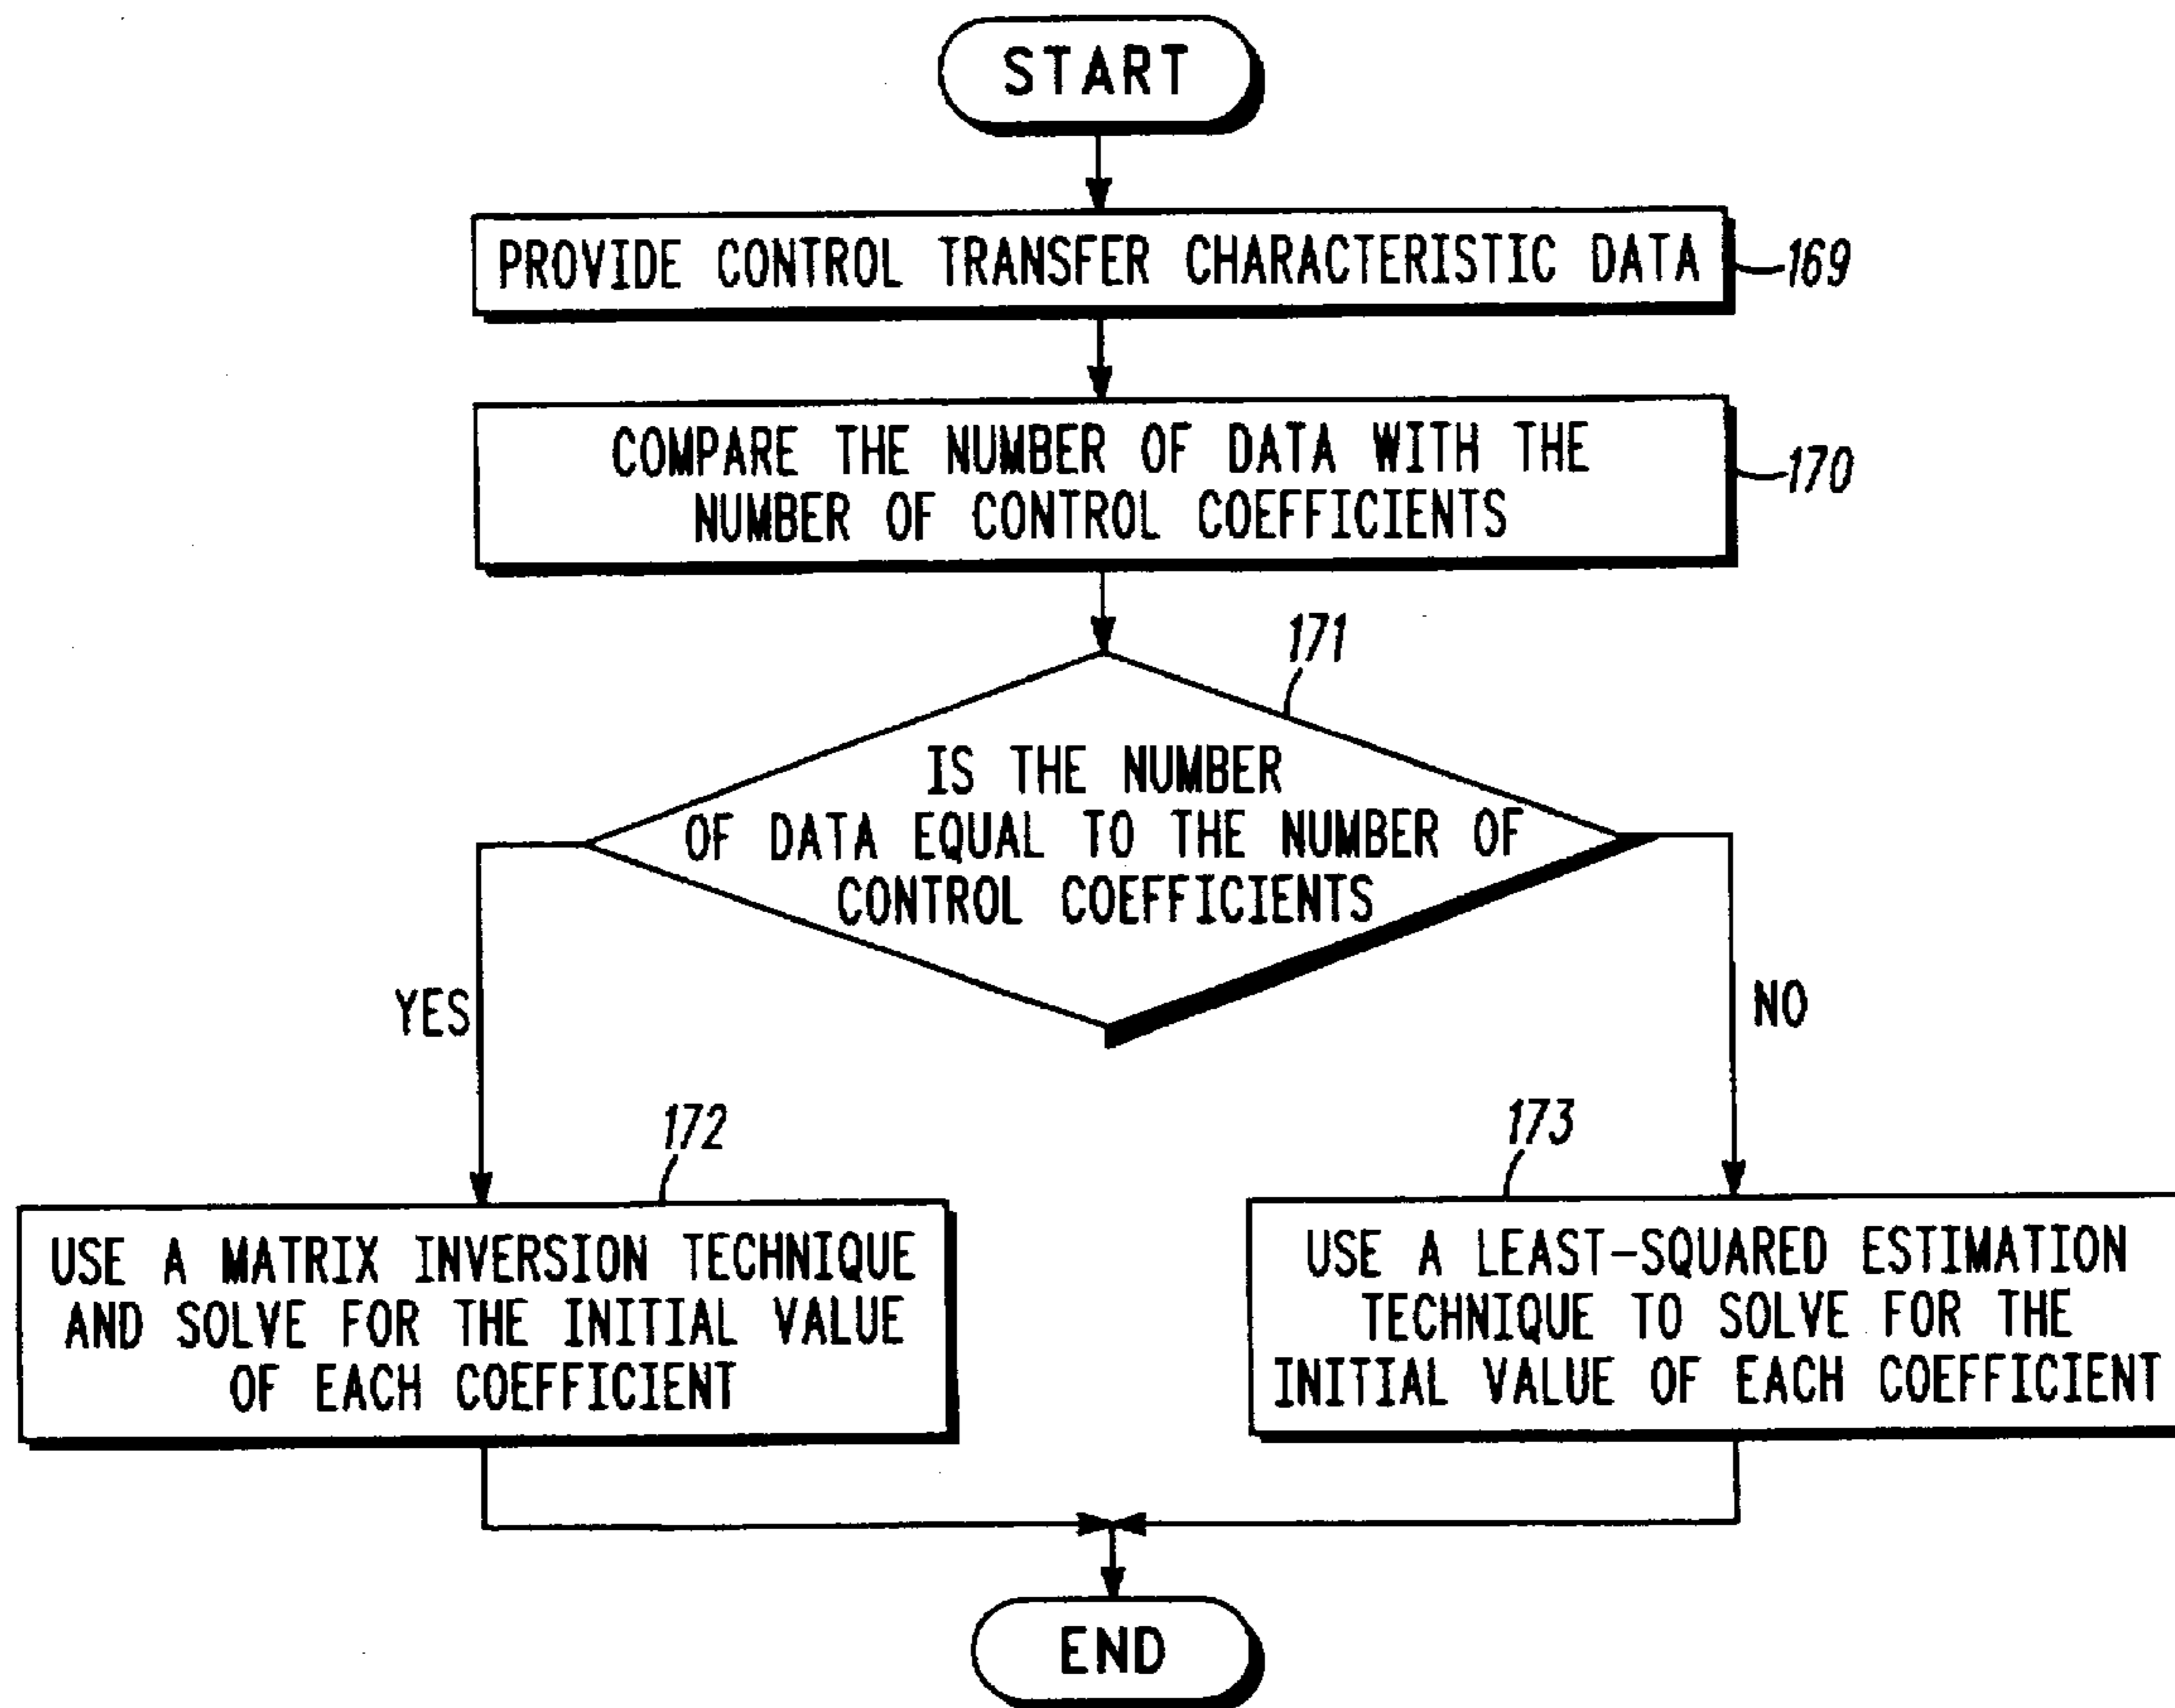 START
PROVIDE CONTROL TRANSFER CHARACTERISTIC DATA
169
COMPARE THE NUMBER OF DATA WITH THE
NUMBER OF CONTROL COEFFICIENTS
170
171
IS THE NUMBER
OF DATA EQUAL TO THE NUMBER OF
CONTROL COEFFICIENTS
YES
NO
172
USE A MATRIX INVERSION TECHNIQUE
AND SOLVE FOR THE INITIAL VALUE
OF EACH COEFFICIENT
173
USE A LEAST-SQUARED ESTIMATION
TECHNIQUE TO SOLVE FOR THE
INITIAL VALUE OF EACH COEFFICIENT
END